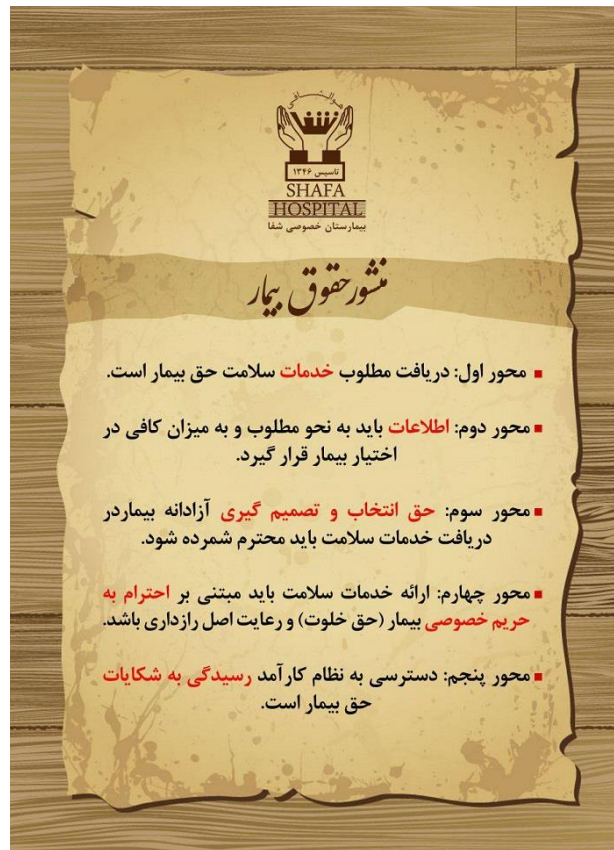 هوالشافی
شفا
تاسیس ۱۳۴۶
SHAFA
HOSPITAL
بیمارستان خصوصی شفا
منشور حقوق بیمار
■ محور اول: دریافت مطلوب خدمات سلامت حق بیمار است.
■ محور دوم: اطلاعات باید به نحو مطلوب و به میزان کافی در
اختیار بیمار قرار گیرد.
■ محور سوم: حق انتخاب و تصمیم گیری آزادانه بیماردر
دریافت خدمات سلامت باید محترم شمرده شود.
■ محور چهارم: ارائه خدمات سلامت باید مبتنی بر احترام به
حریم خصوصی بیمار (حق خلوت) و رعایت اصل رازداری باشد.
■ محور پنجم: دسترسی به نظام کارآمد رسیدگی به شکایات
حق بیمار است.